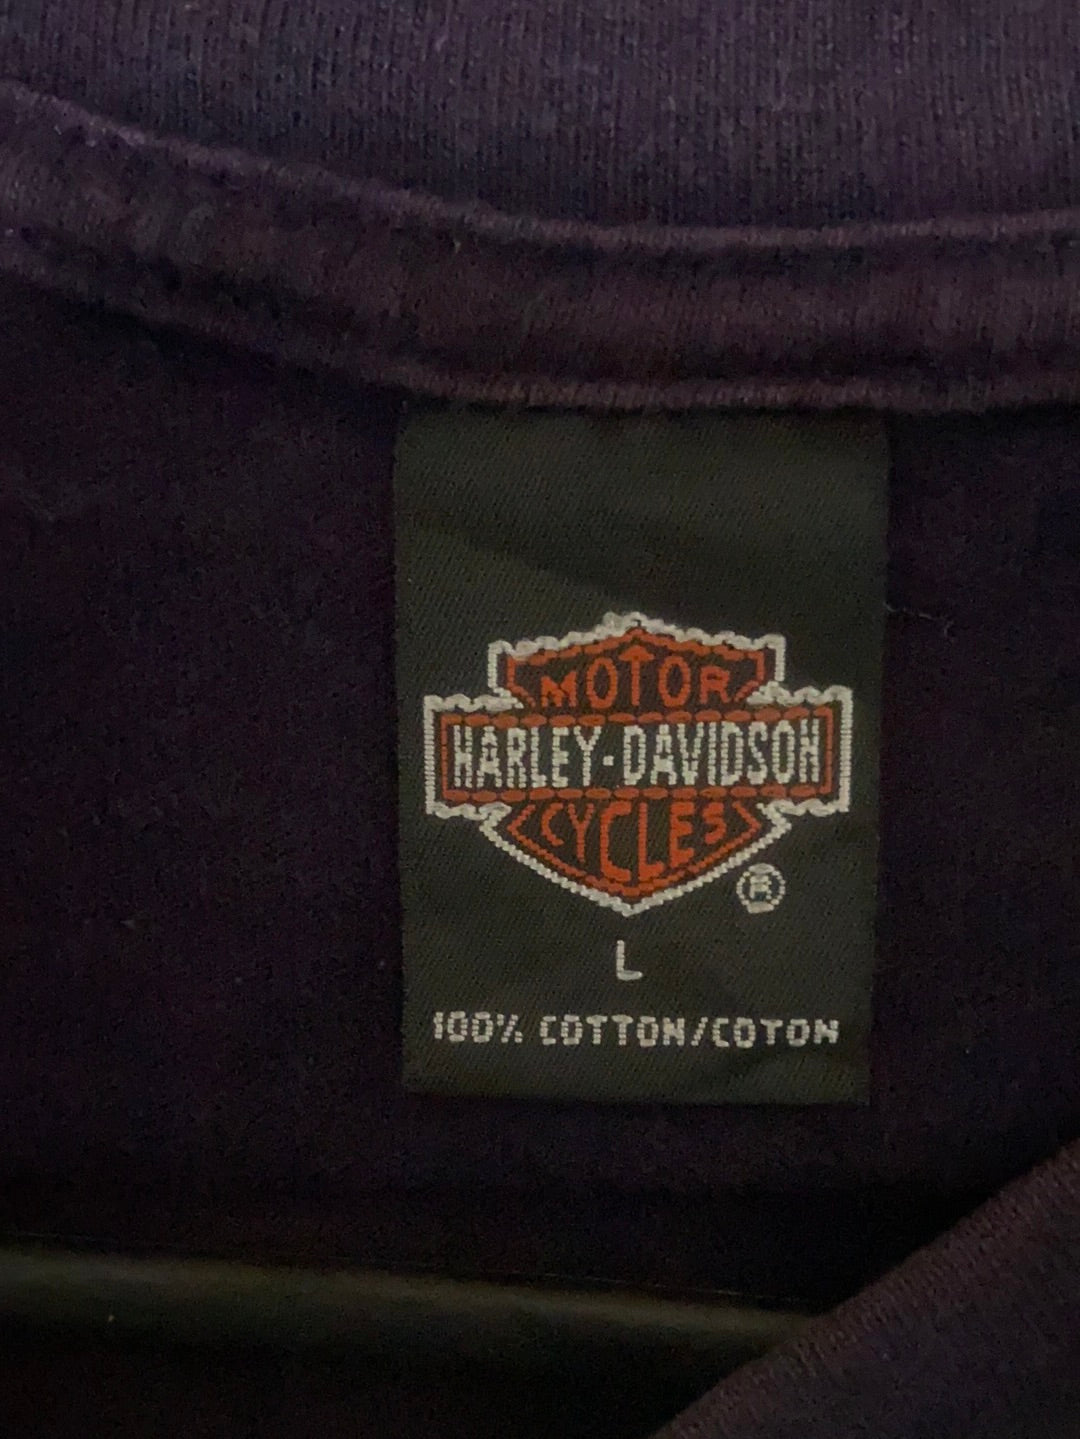 MOTOR
HARLEY-DAVIDSON
CYCLES
®
L
100% COTTON/COTON